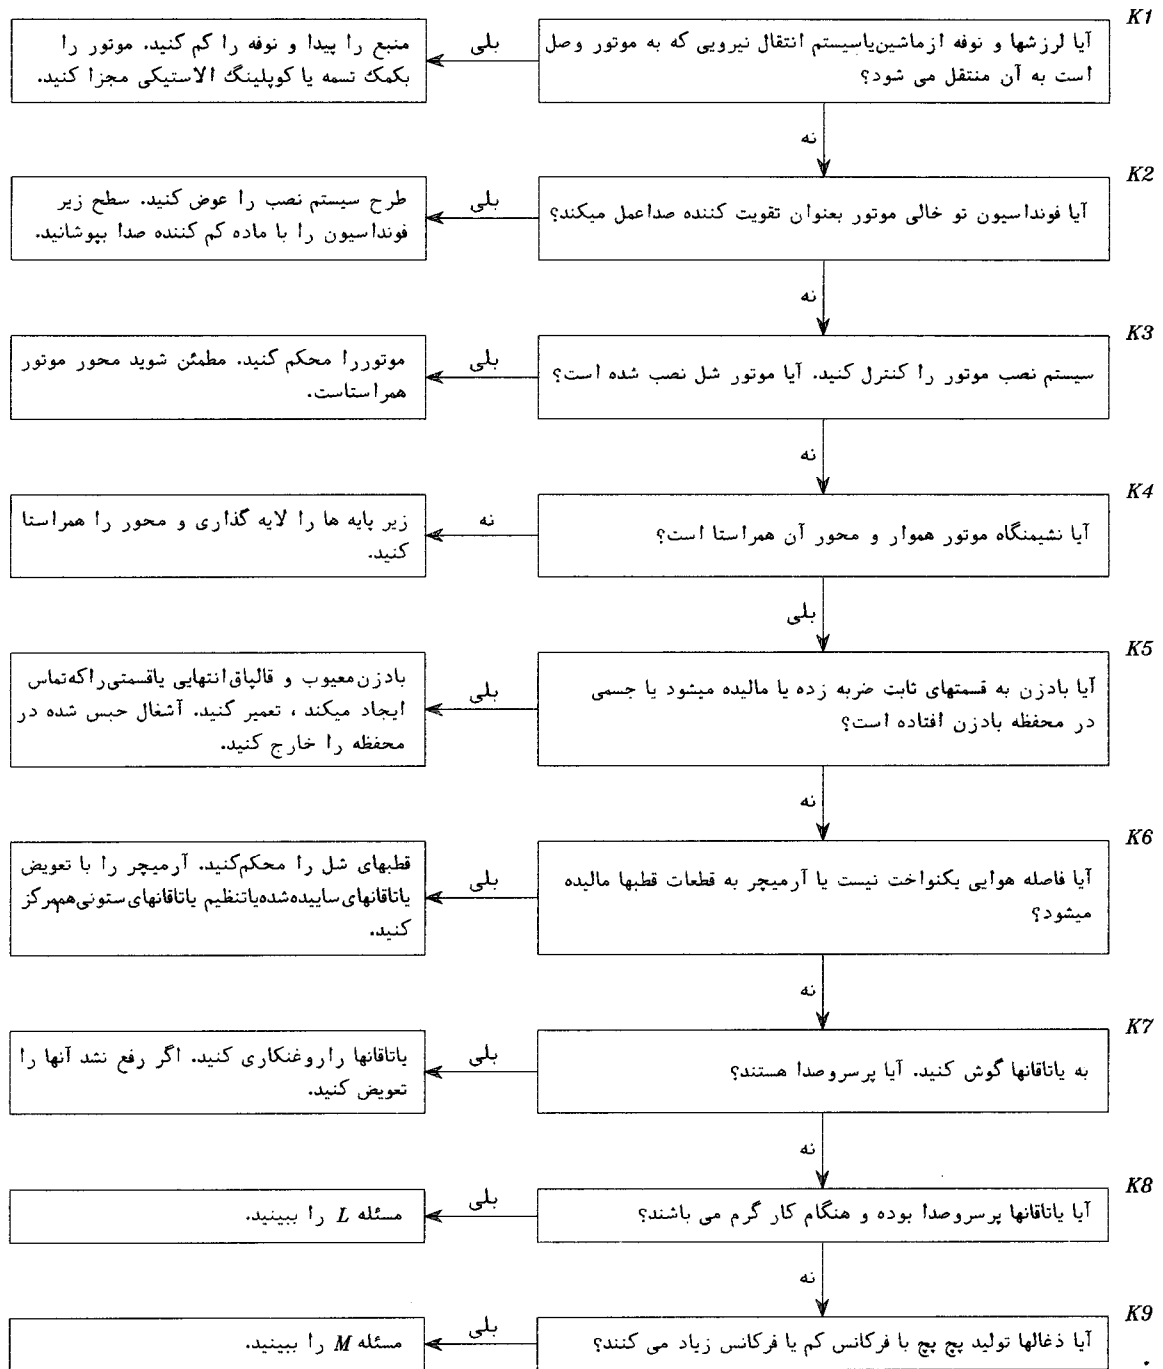 K1
آیا لرزشها و نوفه ازماشین‌یاسیستم انتقال نیرویی که به موتور وصل
است به آن منتقل می شود؟
بلی
منبع را پیدا و نوفه را کم کنید. موتور را
بکمک تسمه یا کوپلینگ الاستیکی مجزا کنید.
نه
K2
آیا فونداسیون تو خالی موتور بعنوان تقویت کننده صداعمل میکند؟
بلی
طرح سیستم نصب را عوض کنید. سطح زیر
فونداسیون را با ماده کم کننده صدا بپوشانید.
نه
K3
سیستم نصب موتور را کنترل کنید. آیا موتور شل نصب شده است؟
بلی
موتوررا محکم کنید. مطمئن شوید محور موتور
همراستاست.
نه
K4
آیا نشیمنگاه موتور هموار و محور آن همراستا است؟
نه
زیر پایه ها را لایه گذاری و محور را همراستا
کنید.
بلی
K5
آیا بادزن به قسمتهای ثابت ضربه زده یا مالیده میشود یا جسمی
در محفظه بادزن افتاده است؟
بلی
بادزن‌معیوب و قالپاق‌انتهایی یاقسمتی‌راکه‌تماس
ایجاد میکند ، تعمیر کنید. آشغال حبس شده در
محفظه را خارج کنید.
نه
K6
آیا فاصله هوایی یکنواخت نیست یا آرمیچر به قطعات قطبها مالیده
میشود؟
بلی
قطبهای شل را محکم‌کنید. آرمیچر را با تعویض
یاتاقانهای‌ساییده‌شده‌یاتنظیم یاتاقانهای‌ستونی‌هم‌مرکز
کنید.
نه
K7
به یاتاقانها گوش کنید. آیا پرسروصدا هستند؟
بلی
یاتاقانها راروغنکاری کنید. اگر رفع نشد آنها را
تعویض کنید.
نه
K8
آیا یاتاقانها پرسروصدا بوده و هنگام کار گرم می باشند؟
بلی
مسئله L را ببینید.
نه
K9
آیا ذغالها تولید پچ پچ با فرکانس کم یا فرکانس زیاد می کنند؟
بلی
مسئله M را ببینید.